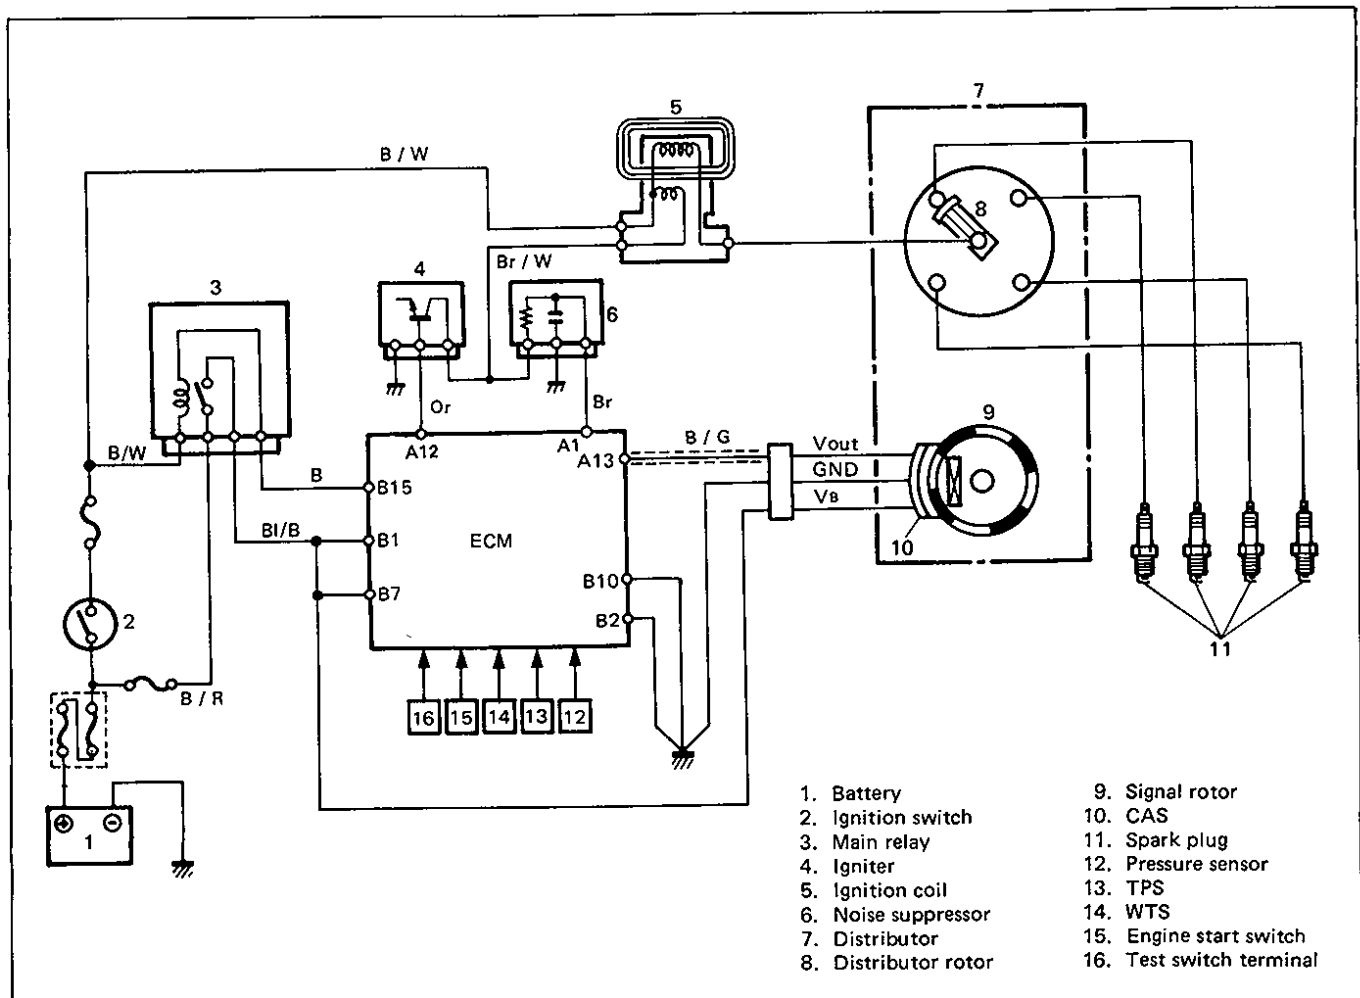 7
5
B / W
8
Br / W
4
3
6
Or
Br
9
B / G
Vout
A12
A1
A13
GND
B/W
B
B15
VB
BI/B
B1
ECM
10
B7
B10
2
B2
11
B / R
16
15
14
13
12
1
1. Battery
2. Ignition switch
3. Main relay
4. Igniter
5. Ignition coil
6. Noise suppressor
7. Distributor
8. Distributor rotor
9. Signal rotor
10. CAS
11. Spark plug
12. Pressure sensor
13. TPS
14. WTS
15. Engine start switch
16. Test switch terminal